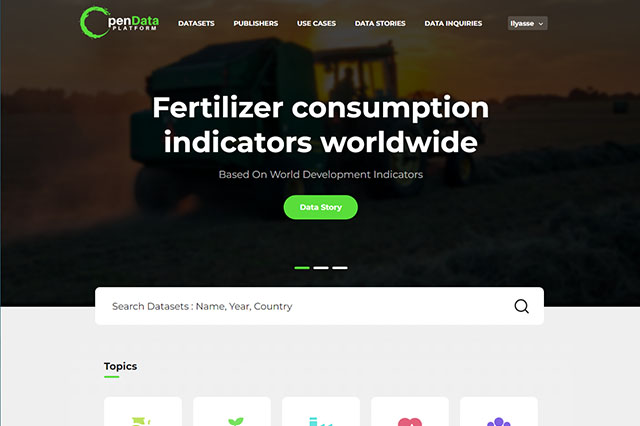 OpenData
PLATFORM
DATASETS PUBLISHERS USE CASES DATA STORIES DATA INQUIRIES Ilyasse
Fertilizer consumption
indicators worldwide
Based On World Development Indicators
Data Story
Search Datasets : Name, Year, Country
Topics